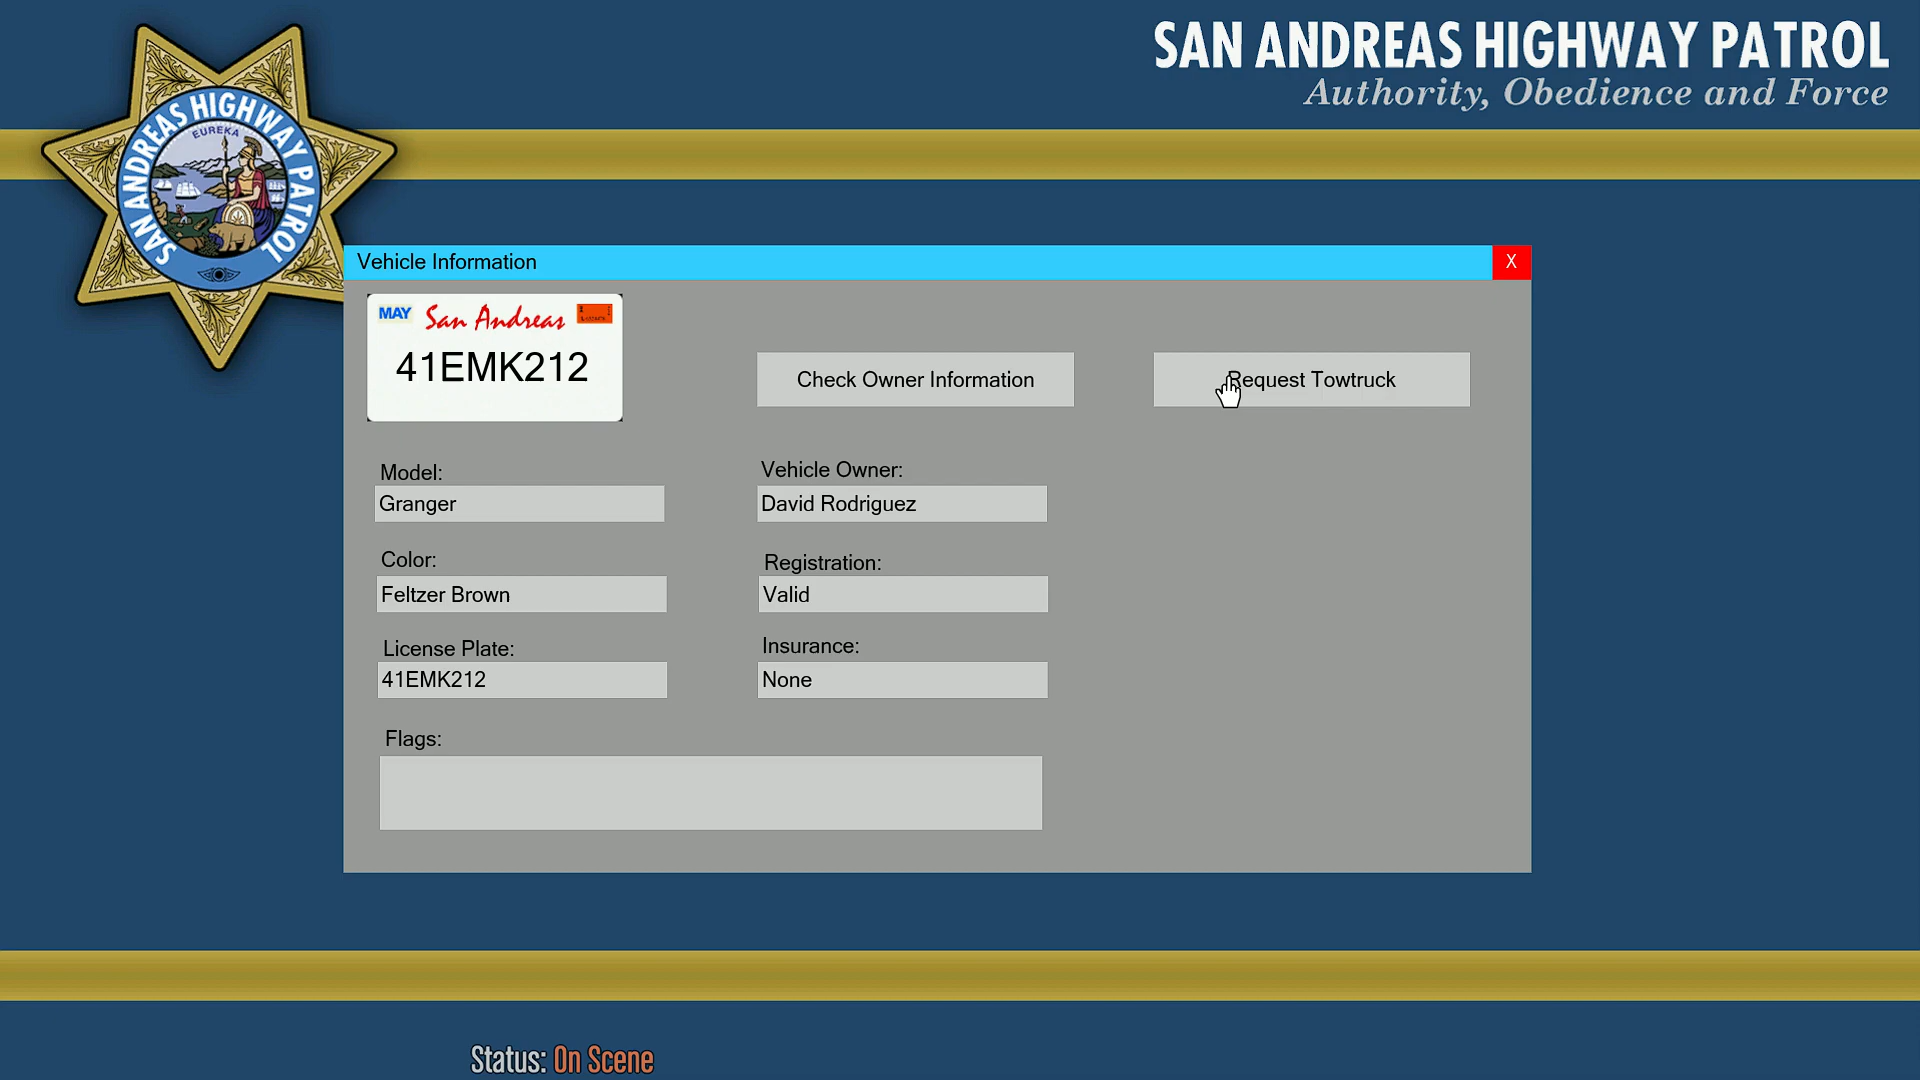 SAN ANDREAS HIGHWAY PATROL
Authority, Obedience and Force
SAN ANDREAS HIGHWAY PATROL
EUREKA
Vehicle Information
X
MAY
San Andreas
41EMK212
Check Owner Information
Request Towtruck
Model:
Granger
Vehicle Owner:
David Rodriguez
Color:
Feltzer Brown
Registration:
Valid
License Plate:
41EMK212
Insurance:
None
Flags:
Status: On Scene